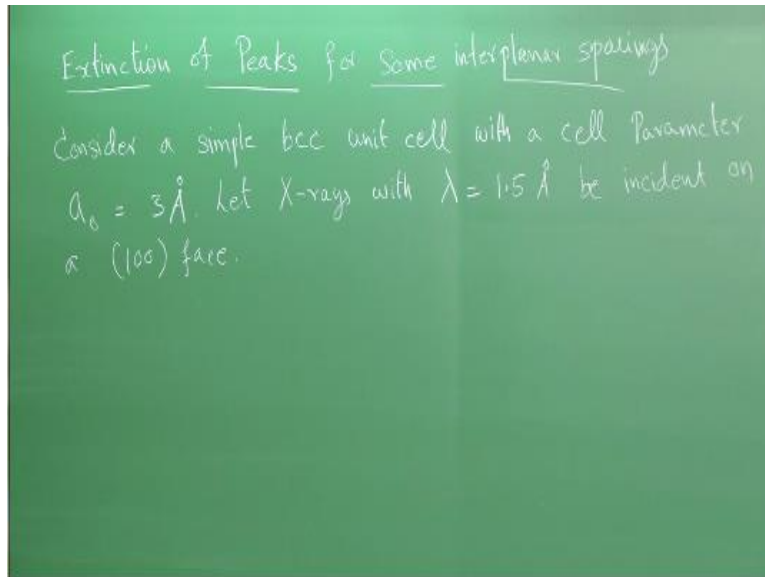 Extinction of Peaks for Some interplanar spacings
Consider a simple bcc unit cell with a cell Parameter
a₀ = 3 Å. Let X-rays with λ = 1.5 Å be incident on
a (100) face.